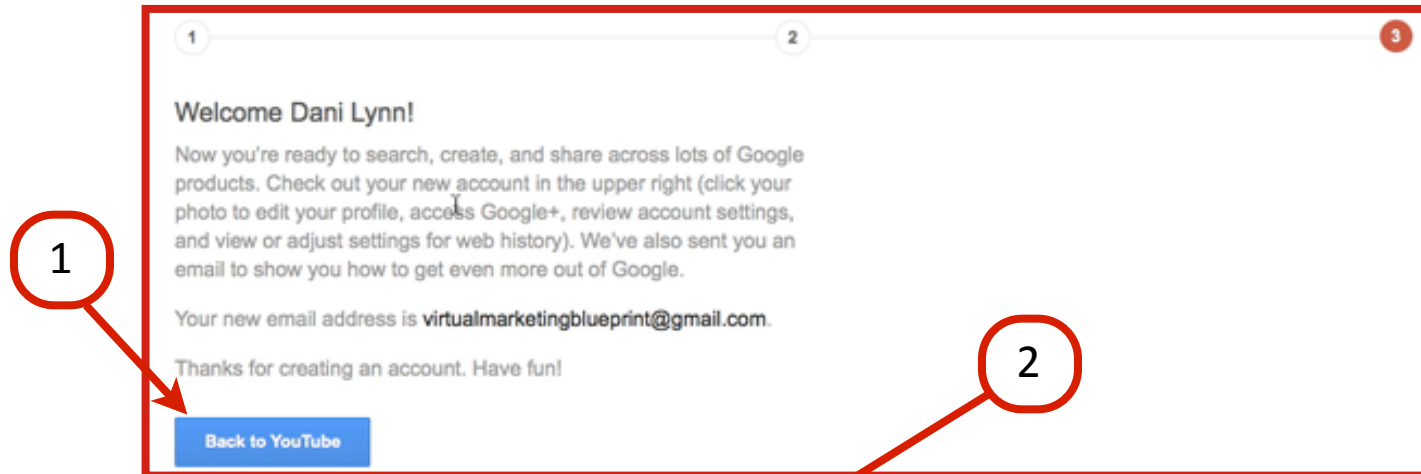 1 2 3
Welcome Dani Lynn!
Now you're ready to search, create, and share across lots of Google
products. Check out your new account in the upper right (click your
photo to edit your profile, access Google+, review account settings,
and view or adjust settings for web history). We've also sent you an
email to show you how to get even more out of Google.
1
Your new email address is virtualmarketingblueprint@gmail.com.
Thanks for creating an account. Have fun!
2
Back to YouTube